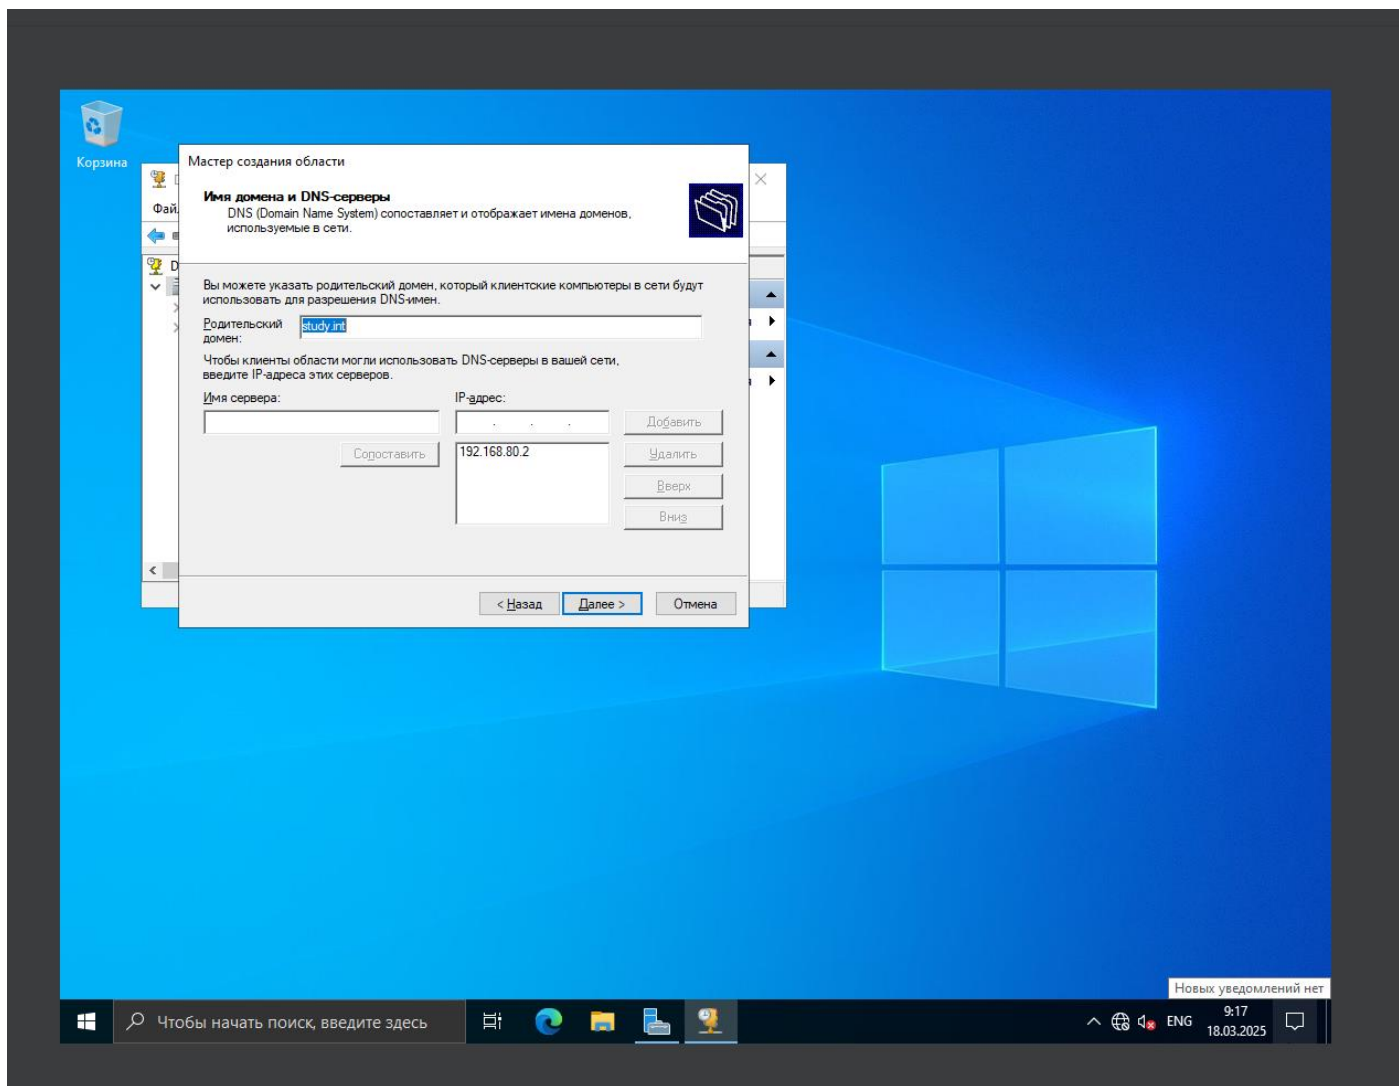 Корзина
Мастер создания области
Имя домена и DNS-серверы
DNS (Domain Name System) сопоставляет и отображает имена доменов,
используемые в сети.
Фай
D
Вы можете указать родительский домен, который клиентские компьютеры в сети будут
использовать для разрешения DNS-имен.
Родительский
домен:
study.int
Чтобы клиенты области могли использовать DNS-серверы в вашей сети,
введите IP-адреса этих серверов.
Имя сервера:
IP-адрес:
. . .
Добавить
Сопоставить
192.168.80.2
Удалить
Вверх
Вниз
< Назад
Далее >
Отмена
Новых уведомлений нет
Чтобы начать поиск, введите здесь
ENG
9:17
18.03.2025